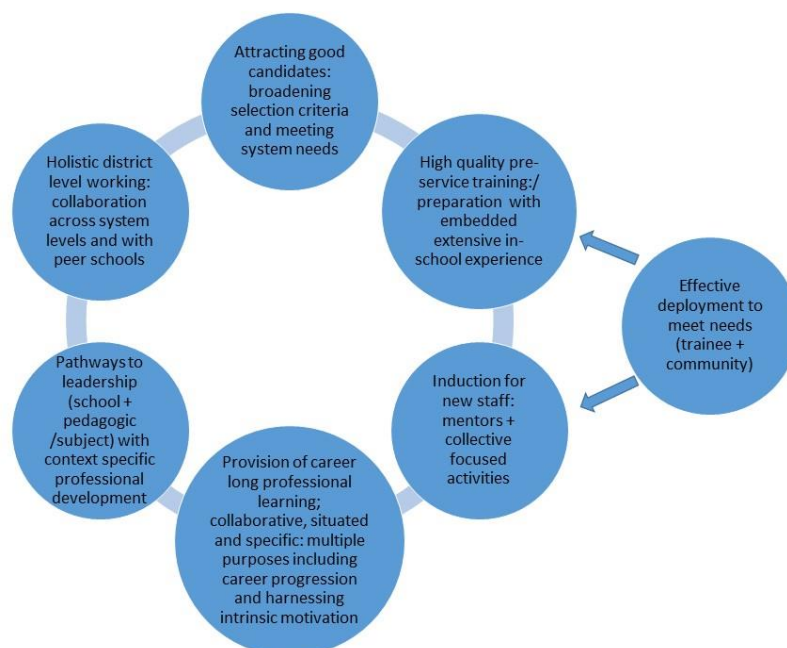 Attracting good
candidates:
broadening
selection criteria
and meeting
system needs
High quality pre-
service training:/
preparation with
embedded
extensive in-
school experience
Effective
deployment to
meet needs
(trainee +
community)
Induction for
new staff:
mentors +
collective
focused
activities
Provision of career
long professional
learning;
collaborative, situated
and specific: multiple
purposes including
career progression
and harnessing
intrinsic motivation
Pathways to
leadership
(school +
pedagogic
/subject) with
context specific
professional
development
Holistic district
level working:
collaboration
across system
levels and with
peer schools